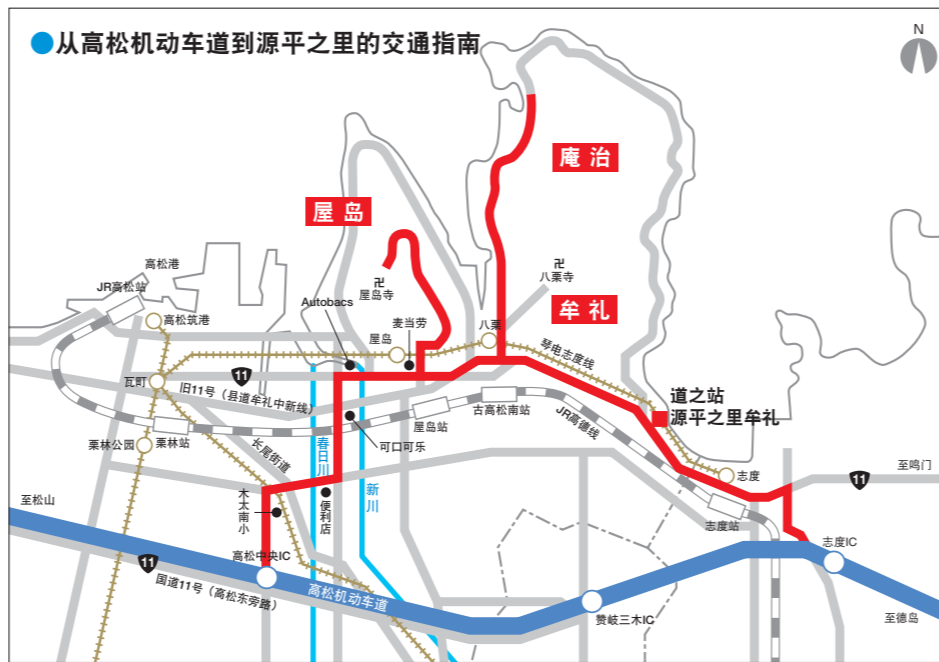 ●从高松机动车道到源平之里的交通指南
N
庵治
屋岛
高松港
八栗寺
JR高松站
屋岛寺
Autobacs
牟礼
高松筑港
麦当劳
八栗
屋岛
琴电志度线
瓦町
11
旧11号（县道牟礼中新线）
道之站
源平之里牟礼
古高松南站
JR高德线
屋岛站
栗林公园
栗林站
长尾街道
可口可乐
春日川
新川
至鸣门
11
志度
木太南小
便利店
至松山
志度站
高松中央IC
志度IC
11
国道11号（高松东旁路）
高松机动车道
赞岐三木IC
至德岛